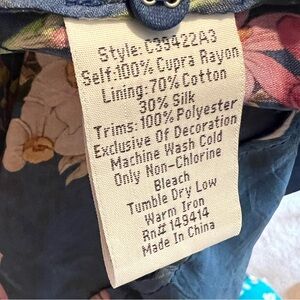 Style: C39422A3
Self:100% Cupra Rayon
Lining: 70% Cotton
30% Silk
Trims: 100% Polyester
Exclusive Of Decoration
Machine Wash Cold
Only Non-Chlorine
Bleach
Tumble Dry Low
Warm Iron
Rn# 149414
Made In China